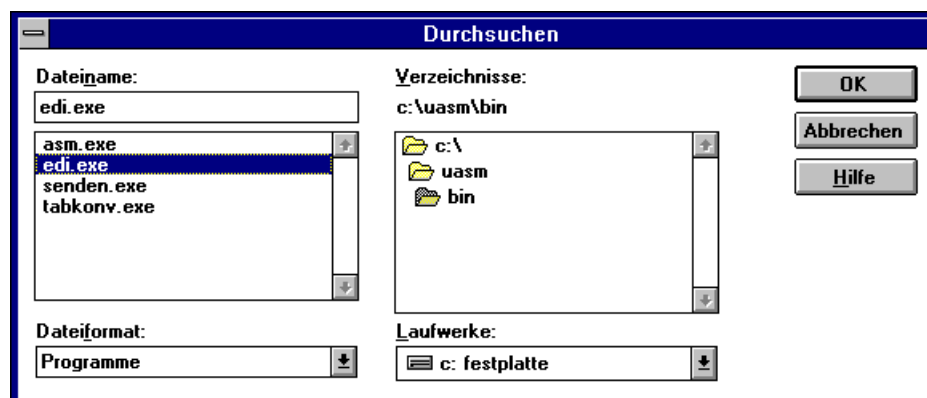 Durchsuchen
Dateiname:
edi.exe
asm.exe
edi.exe
senden.exe
tabkonv.exe
Dateiformat:
Programme
Verzeichnisse:
c:\uasm\bin
c:\
uasm
bin
Laufwerke:
c: festplatte
OK
Abbrechen
Hilfe